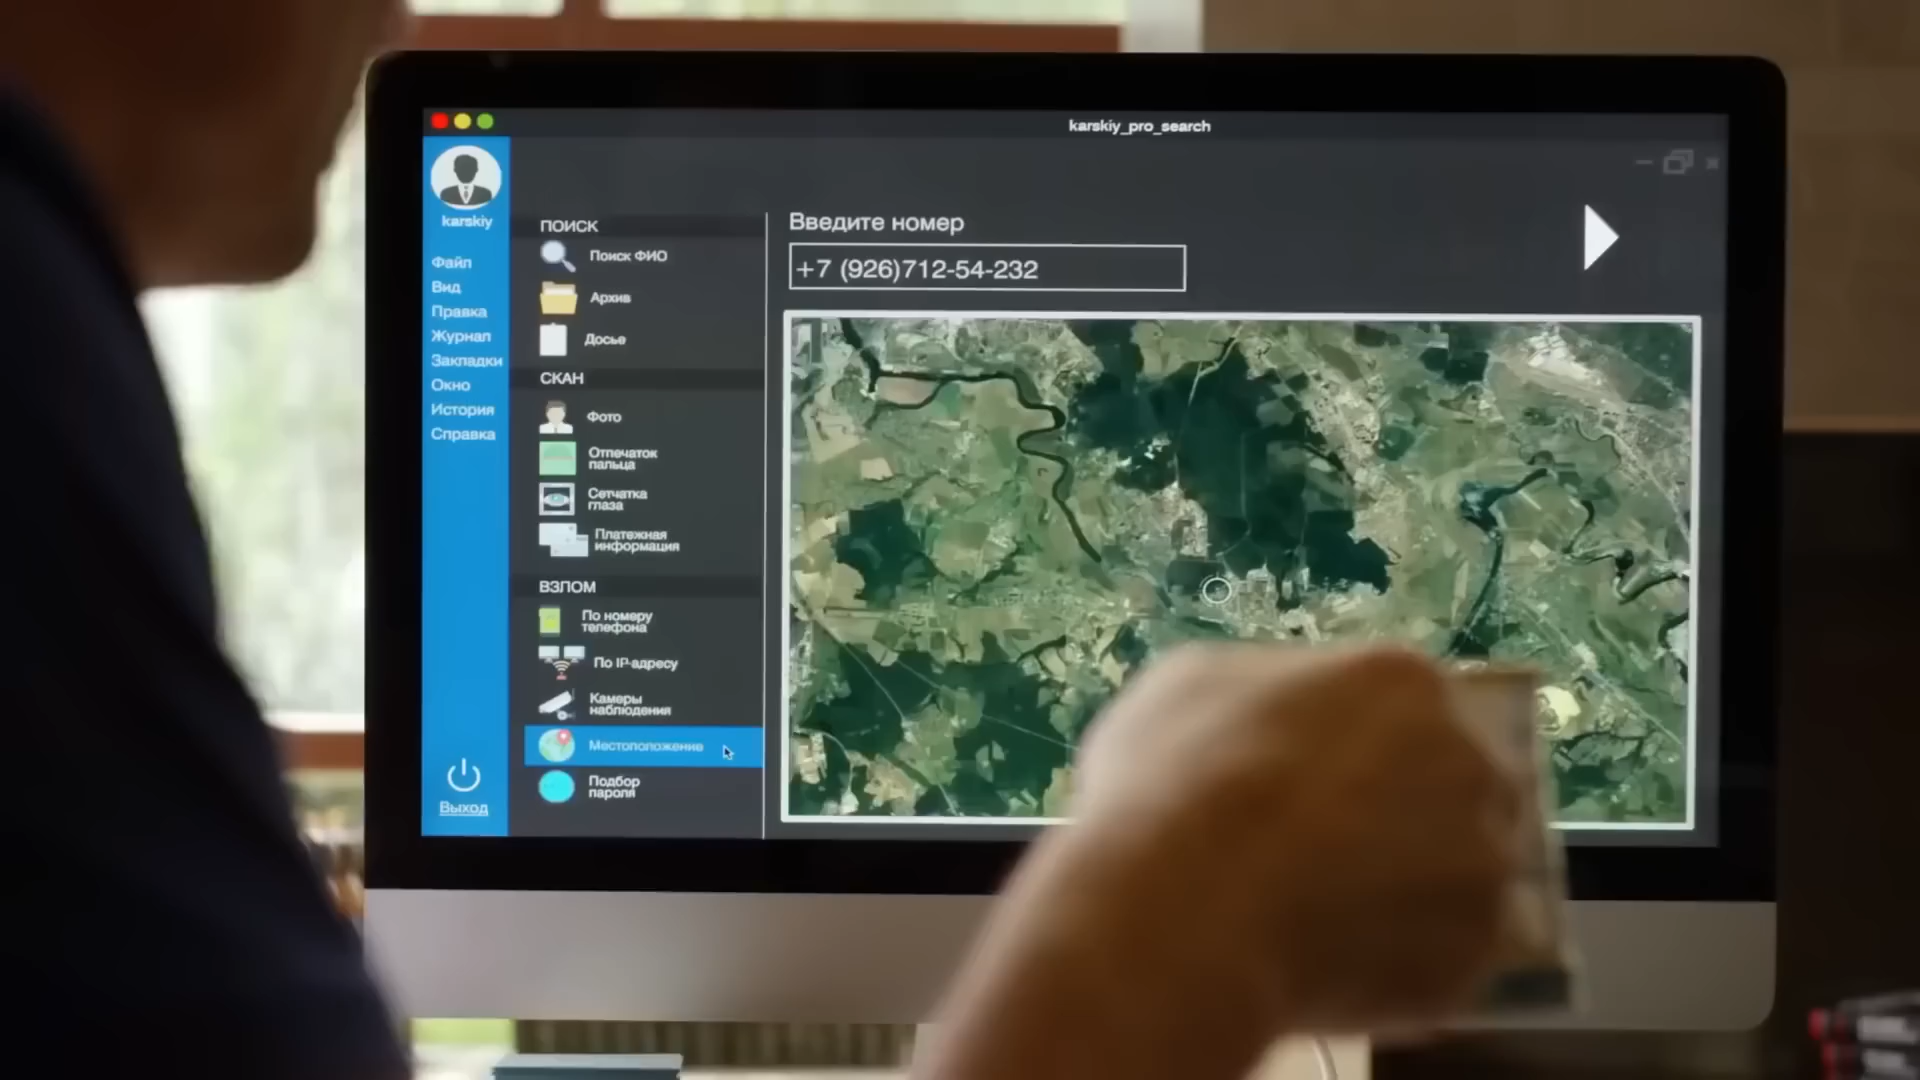 karskiy_pro_search
karskiy
Файл
Вид
Правка
Журнал
Закладки
Окно
История
Справка
Выход
ПОИСК
Поиск ФИО
Архив
Досье
СКАН
Фото
Отпечаток
пальца
Сетчатка
глаза
Платежная
информация
ВЗЛОМ
По номеру
телефона
По IP-адресу
Камеры
наблюдения
Местоположение
Подбор
пароля
Введите номер
+7 (926)712-54-232